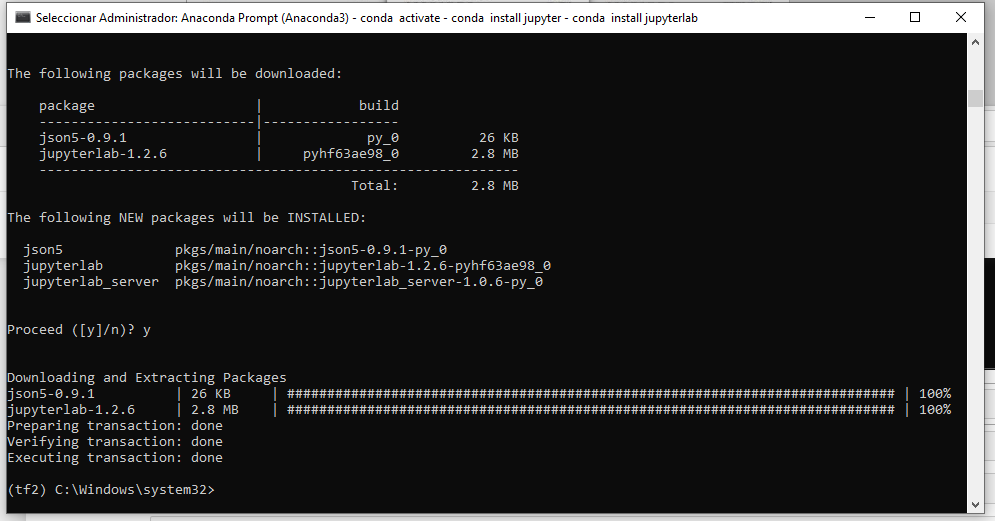 Seleccionar Administrador: Anaconda Prompt (Anaconda3) - conda activate - conda install jupyter - conda install jupyterlab
The following packages will be downloaded:
package | build
---------------------------|-----------------
json5-0.9.1 | py_0 26 KB
jupyterlab-1.2.6 | pyhf63ae98_0 2.8 MB
------------------------------------------------------------
Total: 2.8 MB
The following NEW packages will be INSTALLED:
json5 pkgs/main/noarch::json5-0.9.1-py_0
jupyterlab pkgs/main/noarch::jupyterlab-1.2.6-pyhf63ae98_0
jupyterlab_server pkgs/main/noarch::jupyterlab_server-1.0.6-py_0
Proceed ([y]/n)? y
Downloading and Extracting Packages
json5-0.9.1 | 26 KB | ############################################################################ | 100%
jupyterlab-1.2.6 | 2.8 MB | ############################################################################ | 100%
Preparing transaction: done
Verifying transaction: done
Executing transaction: done
(tf2) C:\Windows\system32>